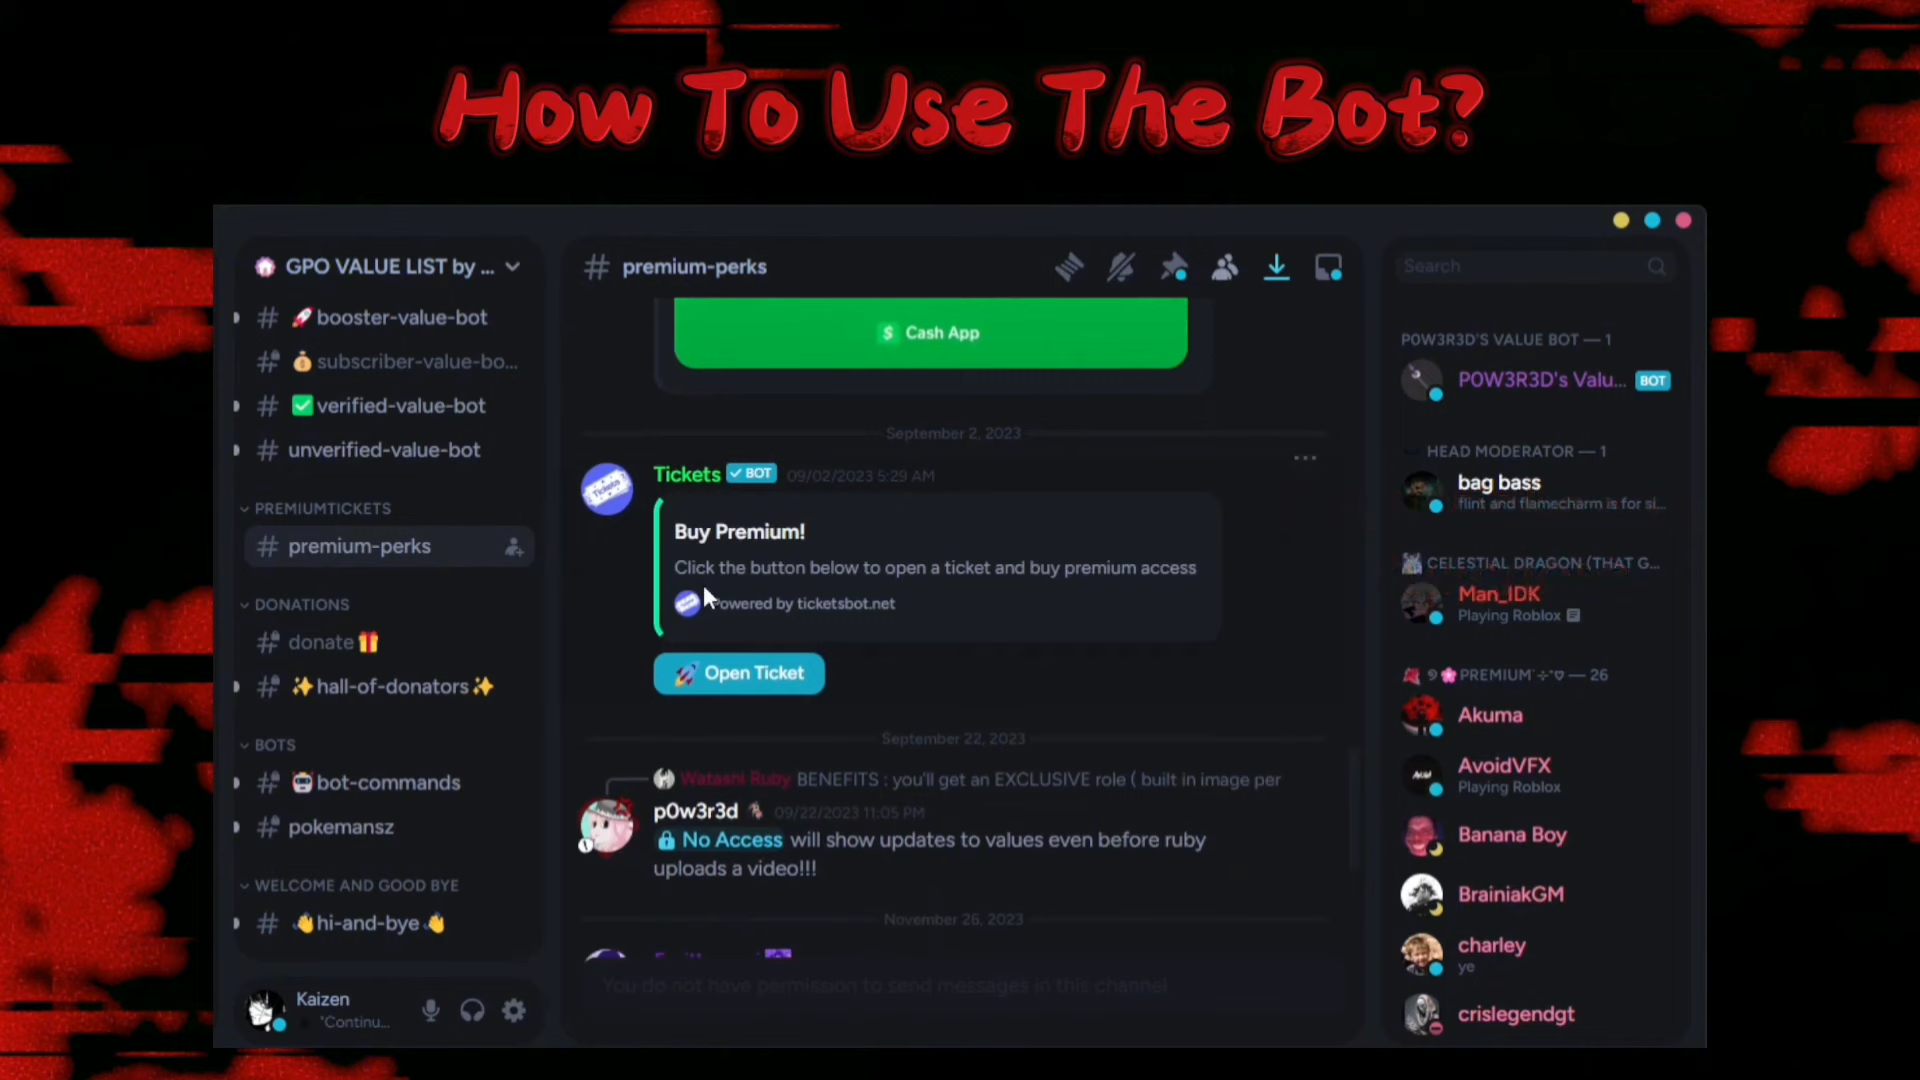 How To Use The Bot?
GPO VALUE LIST by ...
booster-value-bot
subscriber-value-bo...
verified-value-bot
unverified-value-bot
PREMIUMTICKETS
premium-perks
DONATIONS
donate
hall-of-donators
BOTS
bot-commands
pokemansz
WELCOME AND GOOD BYE
hi-and-bye
Kaizen
"Continu...
premium-perks
$ Cash App
September 2, 2023
Tickets BOT 09/02/2023 5:29 AM
Buy Premium!
Click the button below to open a ticket and buy premium access
Powered by ticketsbot.net
Open Ticket
September 22, 2023
Watashi Ruby BENEFITS : you'll get an EXCLUSIVE role ( built in image per
p0w3r3d 09/22/2023 11:05 PM
No Access will show updates to values even before ruby
uploads a video!!!
November 26, 2023
You do not have permission to send messages in this channel
Search
P0W3R3D'S VALUE BOT — 1
P0W3R3D's Valu... BOT
HEAD MODERATOR — 1
bag bass
flint and flamecharm is for si...
CELESTIAL DRAGON (THAT G...
Man_IDK
Playing Roblox
PREMIUM — 26
Akuma
AvoidVFX
Playing Roblox
Banana Boy
BrainiakGM
charley
ye
crislegendgt